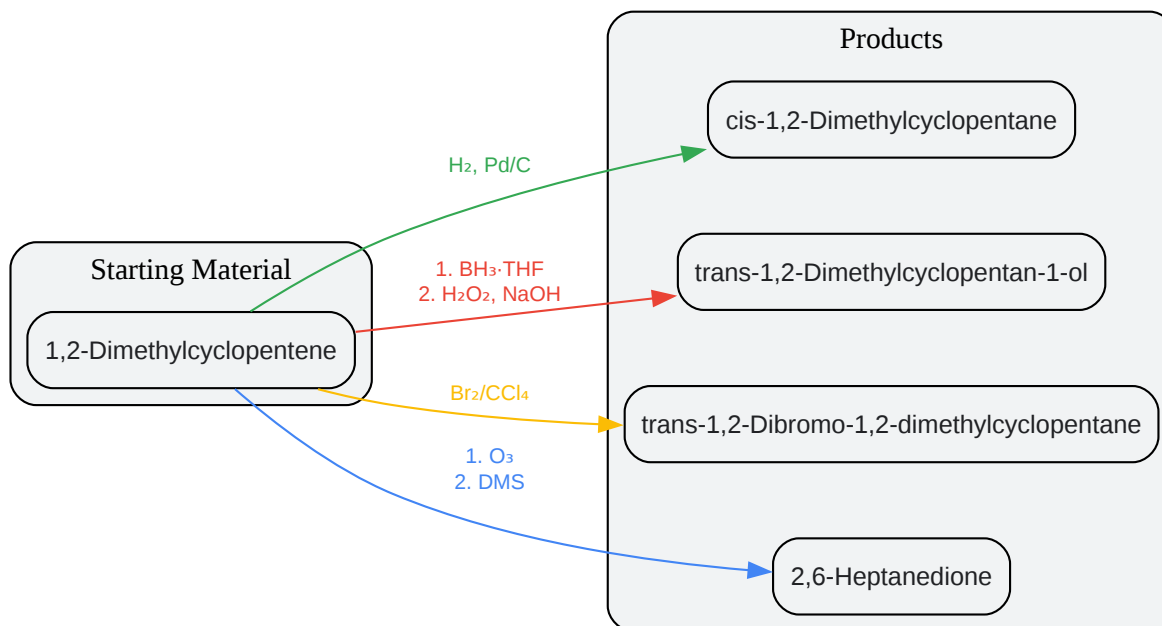 Products
cis-1,2-Dimethylcyclopentane
H₂, Pd/C
Starting Material
1,2-Dimethylcyclopentene
1. BH₃·THF
2. H₂O₂, NaOH
trans-1,2-Dimethylcyclopentan-1-ol
Br₂/CCl₄
trans-1,2-Dibromo-1,2-dimethylcyclopentane
1. O₃
2. DMS
2,6-Heptanedione